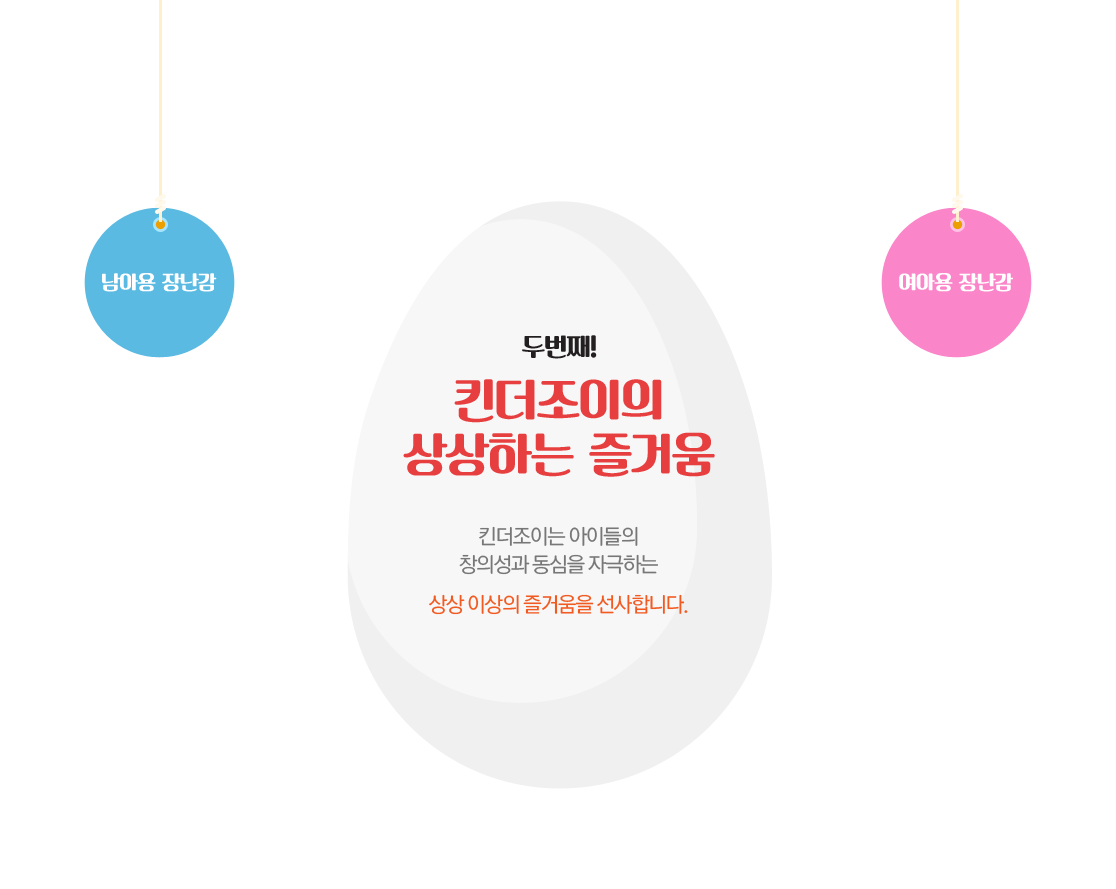 남아용 장난감
여아용 장난감
두번째!
킨더조이의
상상하는 즐거움
킨더조이는 아이들의
창의성과 동심을 자극하는
상상 이상의 즐거움을 선사합니다.